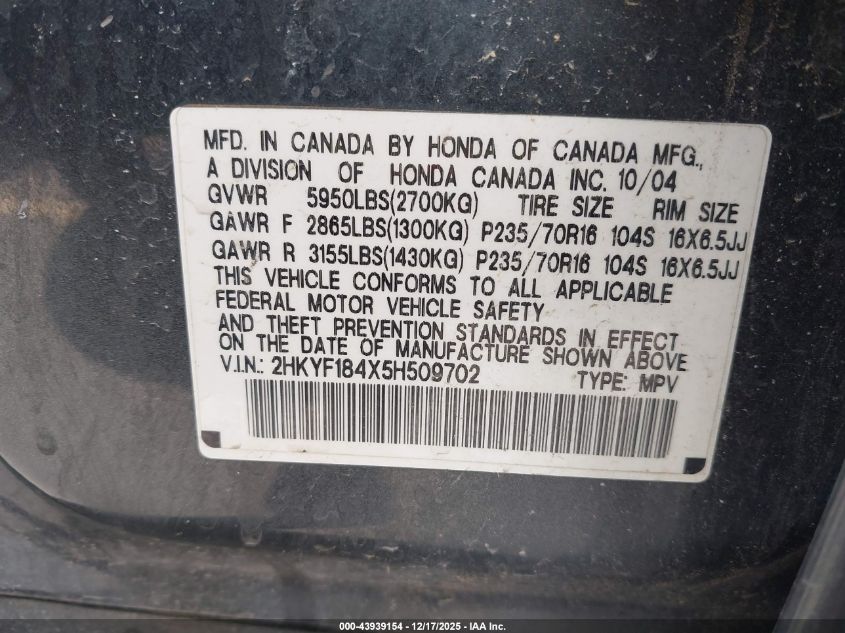 MFD. IN CANADA BY HONDA OF CANADA MFG.,
A DIVISION OF HONDA CANADA INC. 10/04
GVWR 5950LBS(2700KG) TIRE SIZE RIM SIZE
GAWR F 2865LBS(1300KG) P235/70R16 104S 16X6.5JJ
GAWR R 3155LBS(1430KG) P235/70R16 104S 16X6.5JJ
THIS VEHICLE CONFORMS TO ALL APPLICABLE
FEDERAL MOTOR VEHICLE SAFETY
AND THEFT PREVENTION STANDARDS IN EFFECT
ON THE DATE OF MANUFACTURE SHOWN ABOVE
V.I.N.: 2HKYF184X5H509702 TYPE: MPV
000-43939154 - 12/17/2025 - IAA Inc.